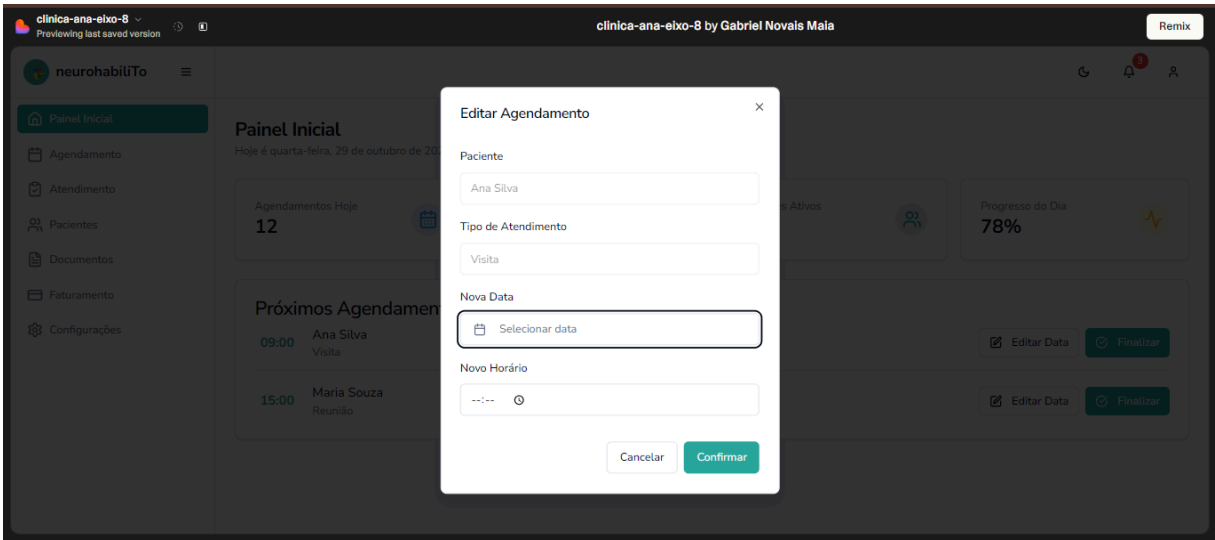 clinica-ana-eixo-8
Previewing last saved version
clinica-ana-eixo-8 by Gabriel Novais Maia
Remix
neurohabiliTo
3
Painel Inicial
Agendamento
Atendimento
Pacientes
Documentos
Faturamento
Configurações
Painel Inicial
Hoje é quarta-feira, 29 de outubro de 20
Agendamentos Hoje
12
s Ativos
Progresso do Dia
78%
Próximos Agendamen
09:00
Ana Silva
Visita
Editar Data
Finalizar
15:00
Maria Souza
Reunião
Editar Data
Finalizar
Editar Agendamento
Paciente
Ana Silva
Tipo de Atendimento
Visita
Nova Data
Selecionar data
Novo Horário
--:--
Cancelar
Confirmar